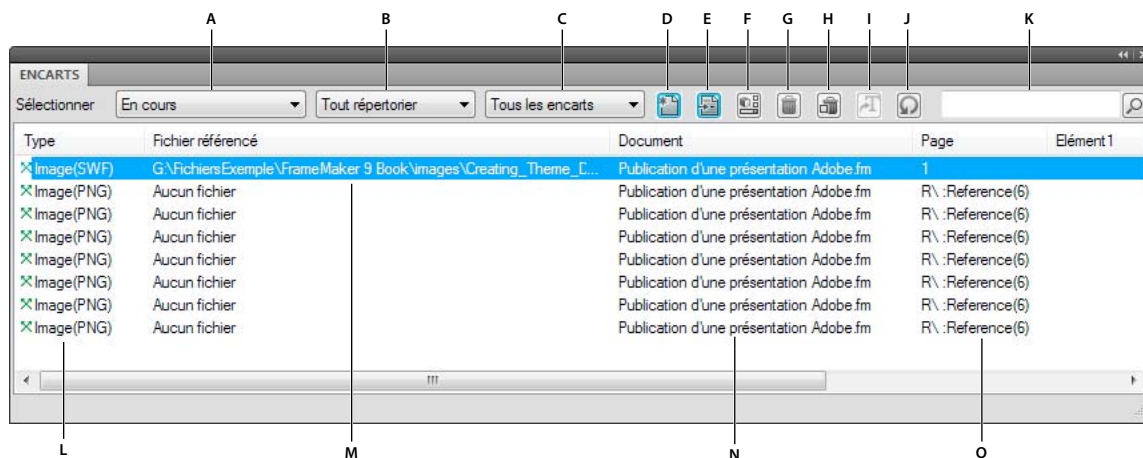 A B C D E F G H I J K
ENCARTS
Sélectionner En cours Tout répertorier Tous les encarts
Type Fichier référencé Document Page Elément1
Image(SWF) G:\FichiersExemple\FrameMaker 9 Book\images\Creating_Theme_D... Publication d'une présentation Adobe.fm 1
Image(PNG) Aucun fichier Publication d'une présentation Adobe.fm R\ :Reference(6)
Image(PNG) Aucun fichier Publication d'une présentation Adobe.fm R\ :Reference(6)
Image(PNG) Aucun fichier Publication d'une présentation Adobe.fm R\ :Reference(6)
Image(PNG) Aucun fichier Publication d'une présentation Adobe.fm R\ :Reference(6)
Image(PNG) Aucun fichier Publication d'une présentation Adobe.fm R\ :Reference(6)
Image(PNG) Aucun fichier Publication d'une présentation Adobe.fm R\ :Reference(6)
Image(PNG) Aucun fichier Publication d'une présentation Adobe.fm R\ :Reference(6)
L M N O